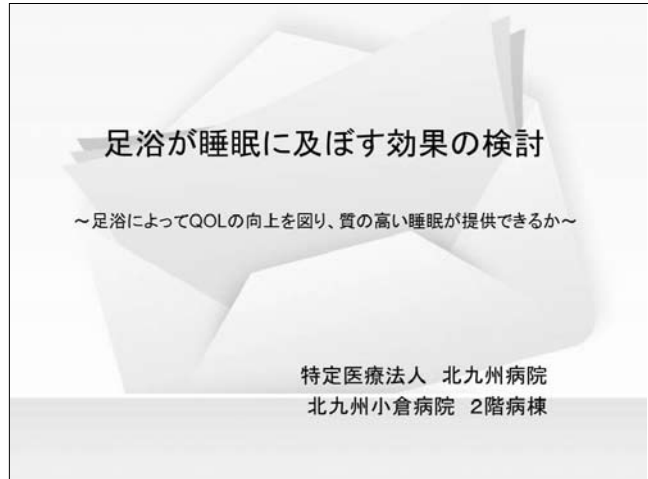 足浴が睡眠に及ぼす効果の検討
～足浴によってQOLの向上を図り、質の高い睡眠が提供できるか～
特定医療法人 北九州病院
北九州小倉病院 2階病棟